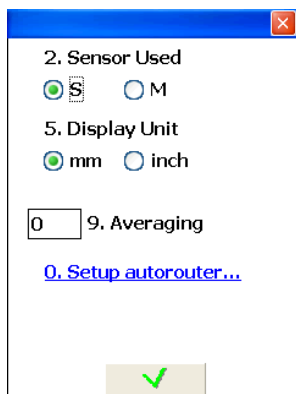 2. Sensor Used
S M
5. Display Unit
mm inch
0 9. Averaging
0. Setup autorouter...